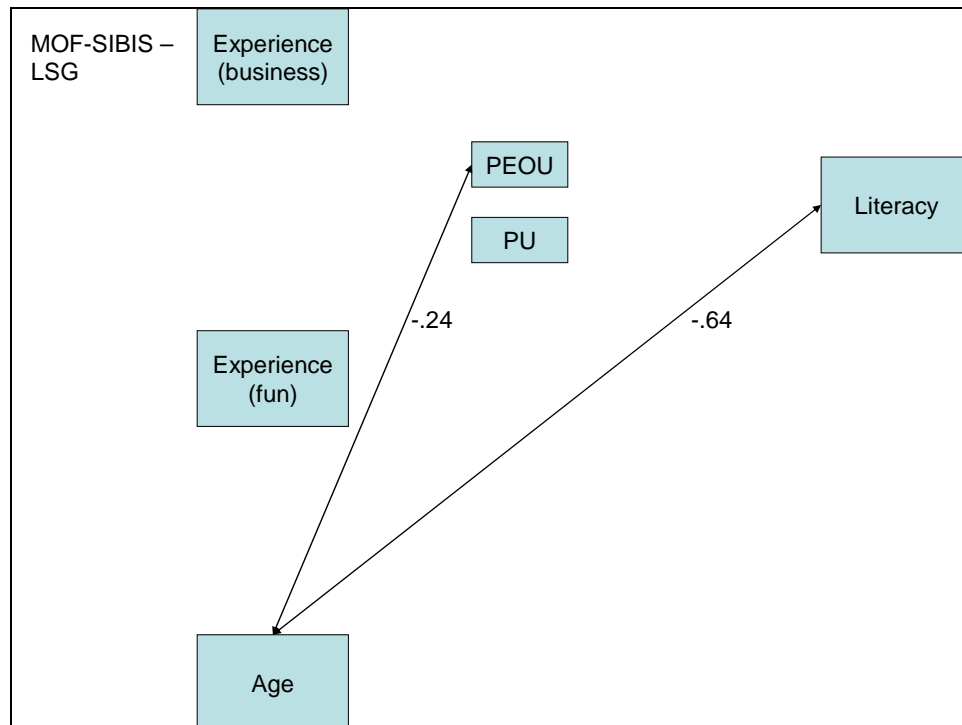 MOF-SIBIS –
LSG
Experience
(business)
PEOU
Literacy
PU
-.24
-.64
Experience
(fun)
Age